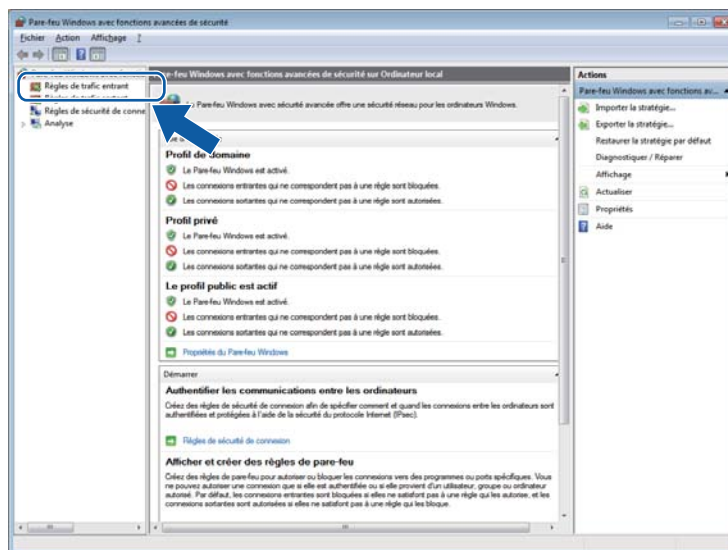 Pare-feu Windows avec fonctions avancées de sécurité
Fichier Action Affichage ?
Règles de trafic entrant
Règles de sécurité de conne
Analyse
e-feu Windows avec fonctions avancées de sécurité sur Ordinateur local
Le Pare-feu Windows avec sécurité avancée offre une sécurité réseau pour les ordinateurs Windows.
Profil de domaine
Le Pare-feu Windows est activé.
Les connexions entrantes qui ne correspondent pas à une règle sont bloquées.
Les connexions sortantes qui ne correspondent pas à une règle sont autorisées.
Profil privé
Le Pare-feu Windows est activé.
Les connexions entrantes qui ne correspondent pas à une règle sont bloquées.
Les connexions sortantes qui ne correspondent pas à une règle sont autorisées.
Le profil public est actif
Le Pare-feu Windows est activé.
Les connexions entrantes qui ne correspondent pas à une règle sont bloquées.
Les connexions sortantes qui ne correspondent pas à une règle sont autorisées.
Propriétés du Pare-feu Windows
Démarrer
Authentifier les communications entre les ordinateurs
Créez des règles de sécurité de connexion afin de spécifier comment et quand les connexions entre les ordinateurs sont
authentifiées et protégées à l'aide de la sécurité du protocole Internet (IPsec).
Règles de sécurité de connexion
Afficher et créer des règles de pare-feu
Créez des règles de pare-feu pour autoriser ou bloquer les connexions vers des programmes ou ports spécifiques. Vous
ne pouvez autoriser une connexion que si elle est authentifiée ou si elle provient d'un utilisateur, groupe ou ordinateur
autorisé. Par défaut, les connexions entrantes sont bloquées si elles ne satisfont pas à une règle qui les autorise, et les
connexions sortantes sont autorisées si elles ne satisfont pas à une règle qui les bloque.
Actions
Pare-feu Windows avec fonctions av...
Importer la stratégie...
Exporter la stratégie...
Restaurer la stratégie par défaut
Diagnostiquer / Réparer
Affichage
Actualiser
Propriétés
Aide